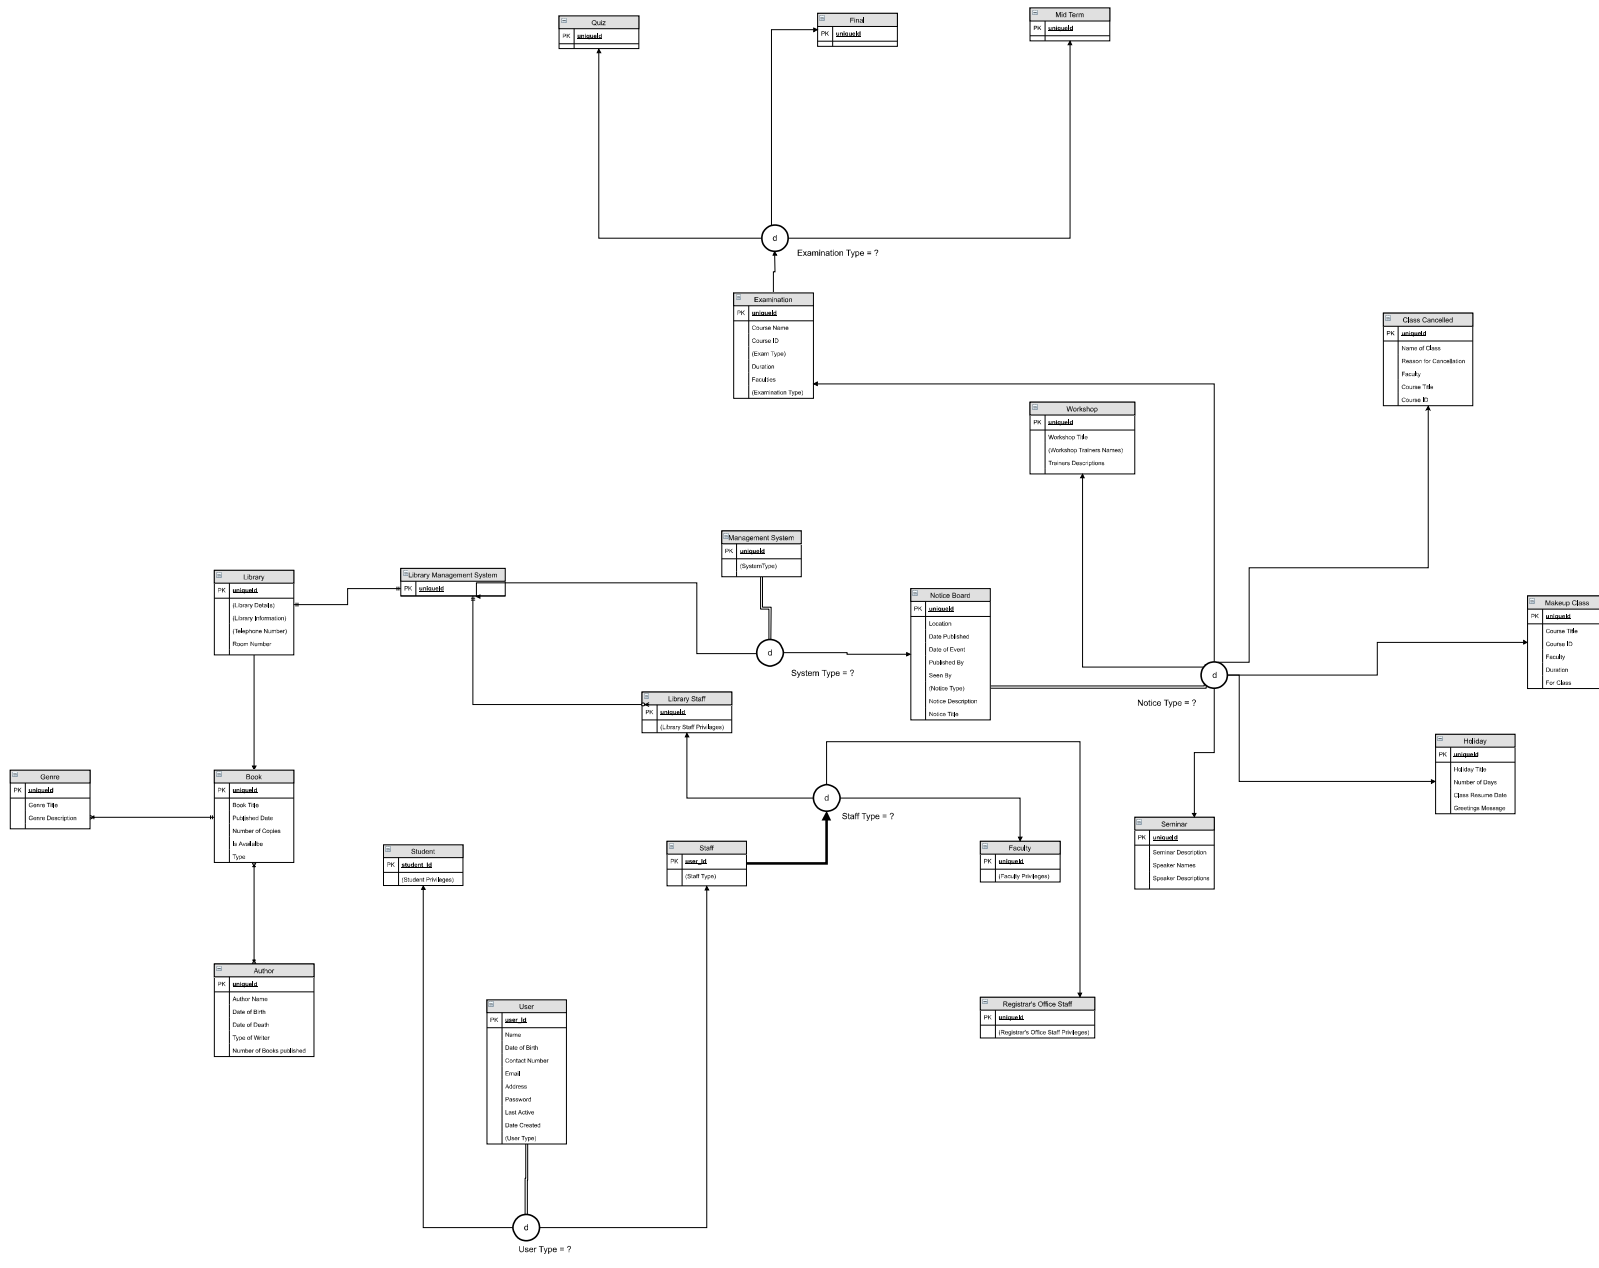 Quiz
PK uniqueId
Final
PK uniqueId
Mid Term
PK uniqueId
d
Examination Type = ?
Examination
PK uniqueId
Course Name
Course ID
(Exam Type)
Duration
Faculties
(Examination Type)
Class Cancelled
PK uniqueId
Name of Class
Reason for Cancellation
Faculty
Course Title
Course ID
Workshop
PK uniqueId
Workshop Title
(Workshop Trainers Names)
Trainers Descriptions
Management System
PK uniqueId
(SystemType)
Library
PK uniqueId
(Library Details)
(Library Information)
(Telephone Number)
Room Number
Library Management System
PK uniqueId
Notice Board
PK uniqueId
Location
Date Published
Date of Event
Published By
Seen By
(Notice Type)
Notice Description
Notice Title
Makeup Class
PK uniqueId
Course Title
Course ID
Faculty
Duration
For Class
d
System Type = ?
d
Notice Type = ?
Library Staff
PK uniqueId
(Library Staff Privilages)
Holiday
PK uniqueId
Holiday Title
Number of Days
Class Resume Date
Greetings Message
Genre
PK uniqueId
Genre Title
Genre Description
Book
PK uniqueId
Book Title
Published Date
Number of Copies
Is Availalbe
Type
d
Staff Type = ?
Seminar
PK uniqueId
Seminar Description
Speaker Names
Speaker Descriptions
Student
PK student_id
(Student Privileges)
Staff
PK user_id
(Staff Type)
Faculty
PK uniqueId
(Faculty Privileges)
Author
PK uniqueId
Author Name
Date of Birth
Date of Death
Type of Writer
Number of Books published
User
PK user_id
Name
Date of Birth
Contact Number
Email
Address
Password
Last Active
Date Created
(User Type)
Registrar's Office Staff
PK uniqueId
(Registrar's Office Staff Privileges)
d
User Type = ?